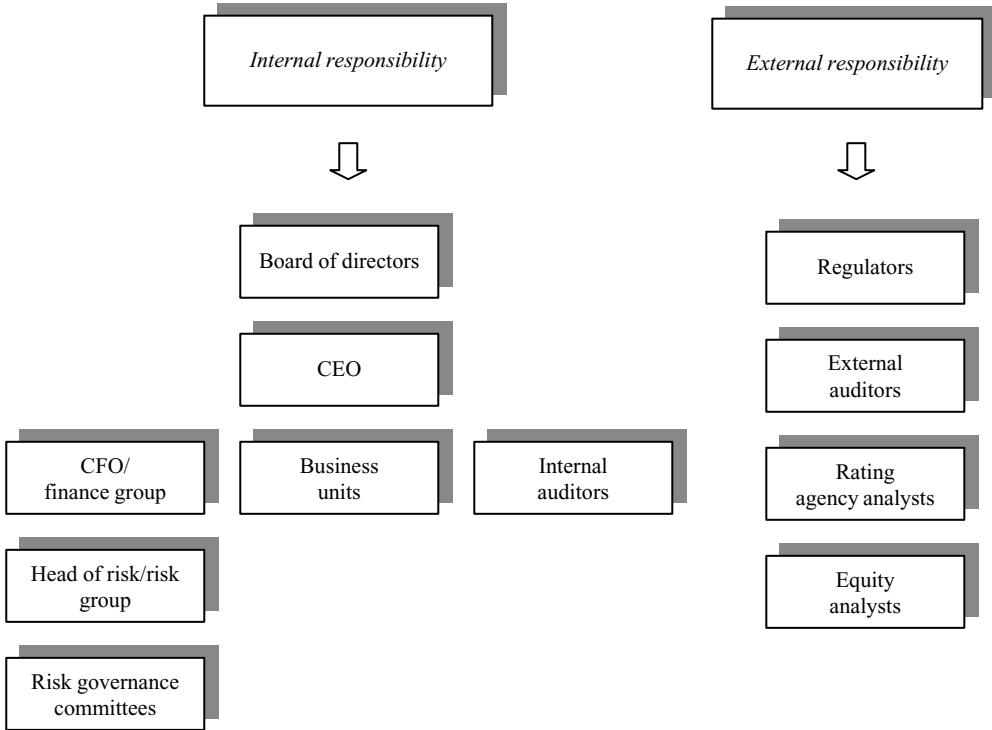 Internal responsibility
External responsibility
Board of directors
CEO
CFO/
finance group
Business
units
Internal
auditors
Head of risk/risk
group
Risk governance
committees
Regulators
External
auditors
Rating
agency analysts
Equity
analysts